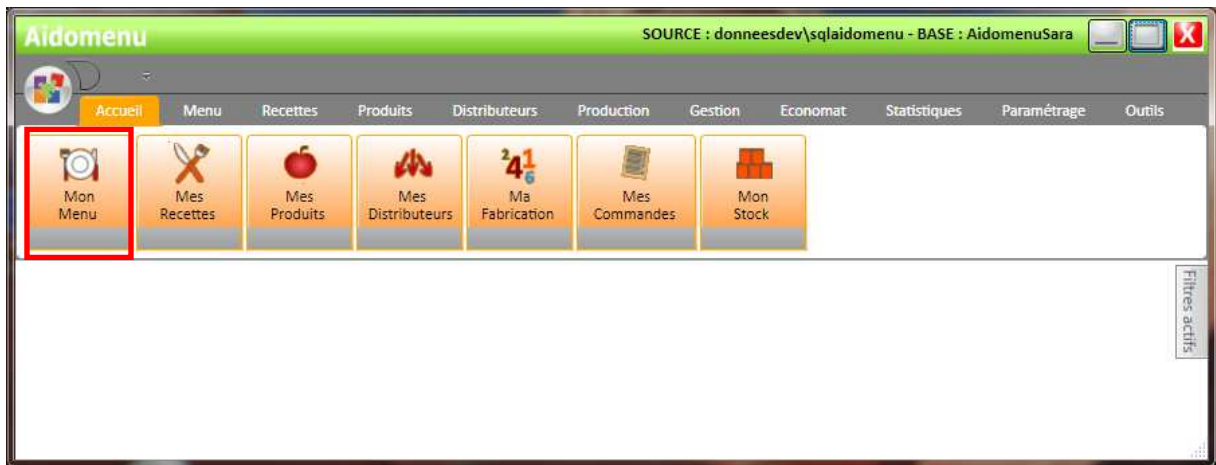 Aidomenu
SOURCE : donneesdev\sqlaidomenu - BASE : AidomenuSara
X
Accueil Menu Recettes Produits Distributeurs Production Gestion Economat Statistiques Paramétrage Outils
2416
Mon Menu
Mes Recettes
Mes Produits
Mes Distributeurs
Ma Fabrication
Mes Commandes
Mon Stock
Filtres actifs